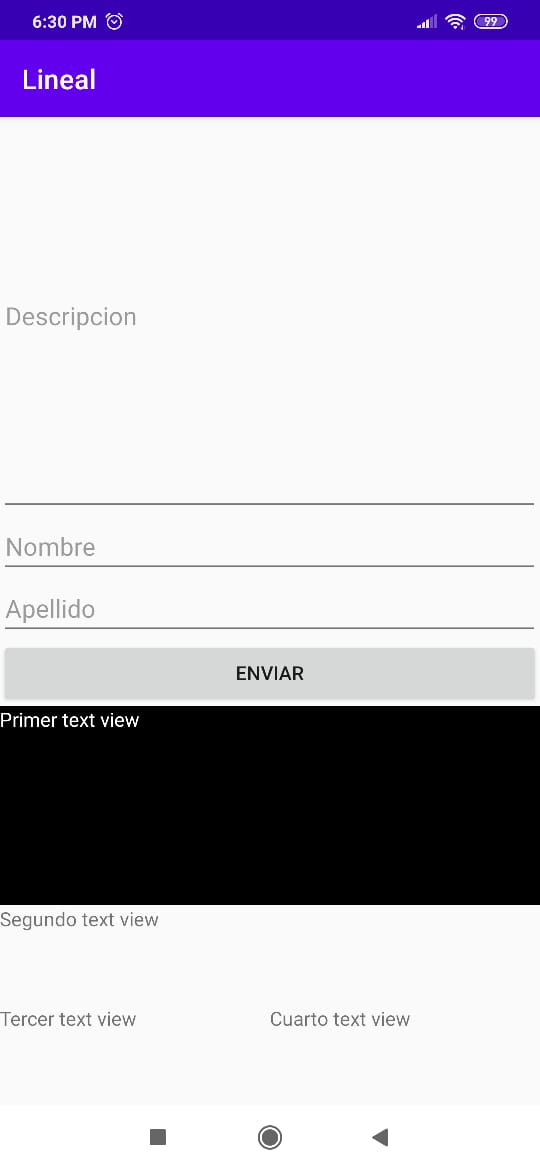 6:30 PM 99
Lineal
Descripcion
Nombre
Apellido
ENVIAR
Primer text view
Segundo text view
Tercer text view Cuarto text view